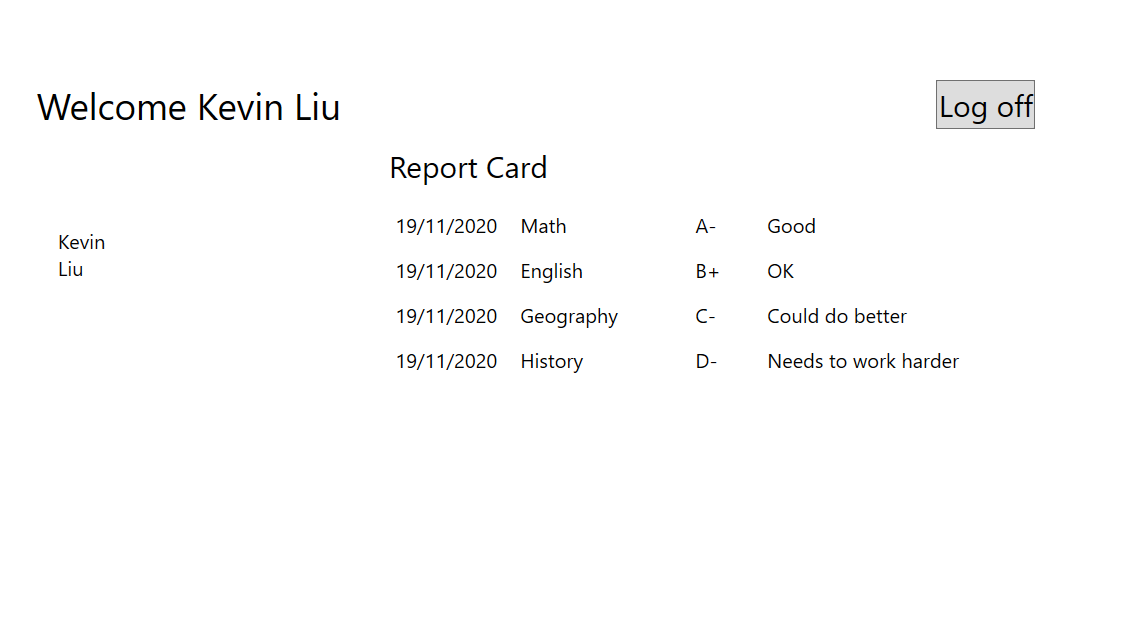 Welcome Kevin Liu
Log off
Report Card
Kevin
Liu
19/11/2020 Math A- Good
19/11/2020 English B+ OK
19/11/2020 Geography C- Could do better
19/11/2020 History D- Needs to work harder